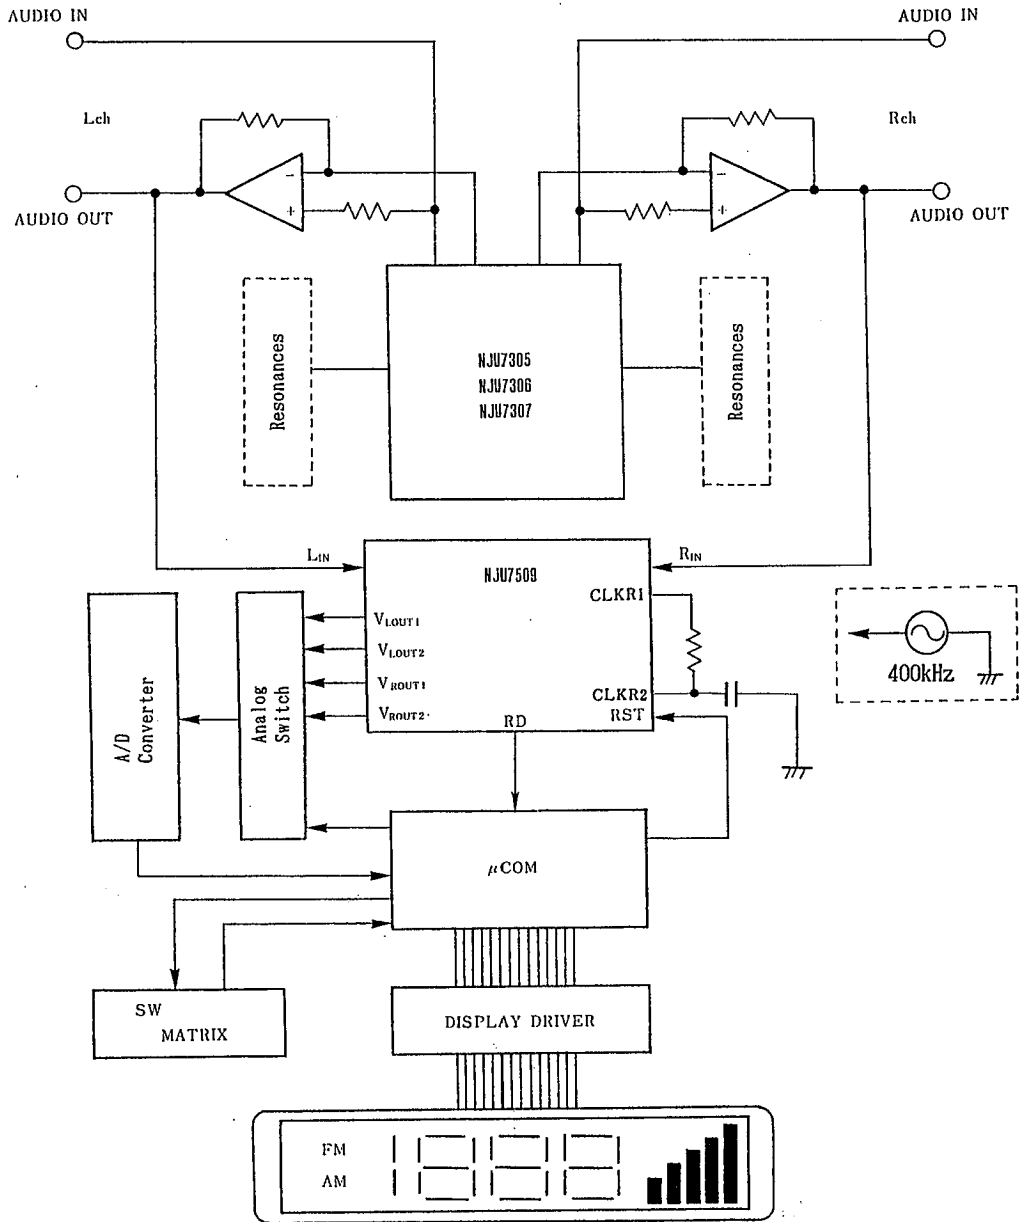 AUDIO IN
AUDIO IN
Lch
Rch
−
−
+
+
AUDIO OUT
AUDIO OUT
Resonances
NJU7305
NJU7306
NJU7307
Resonances
LIN
RIN
NJU7509
CLKR1
VLOUT1
VLOUT2
VROUT1
VROUT2
CLKR2
RST
RD
400kHz
A/D
Converter
Analog
Switch
μCOM
SW
MATRIX
DISPLAY DRIVER
FM
AM
1888